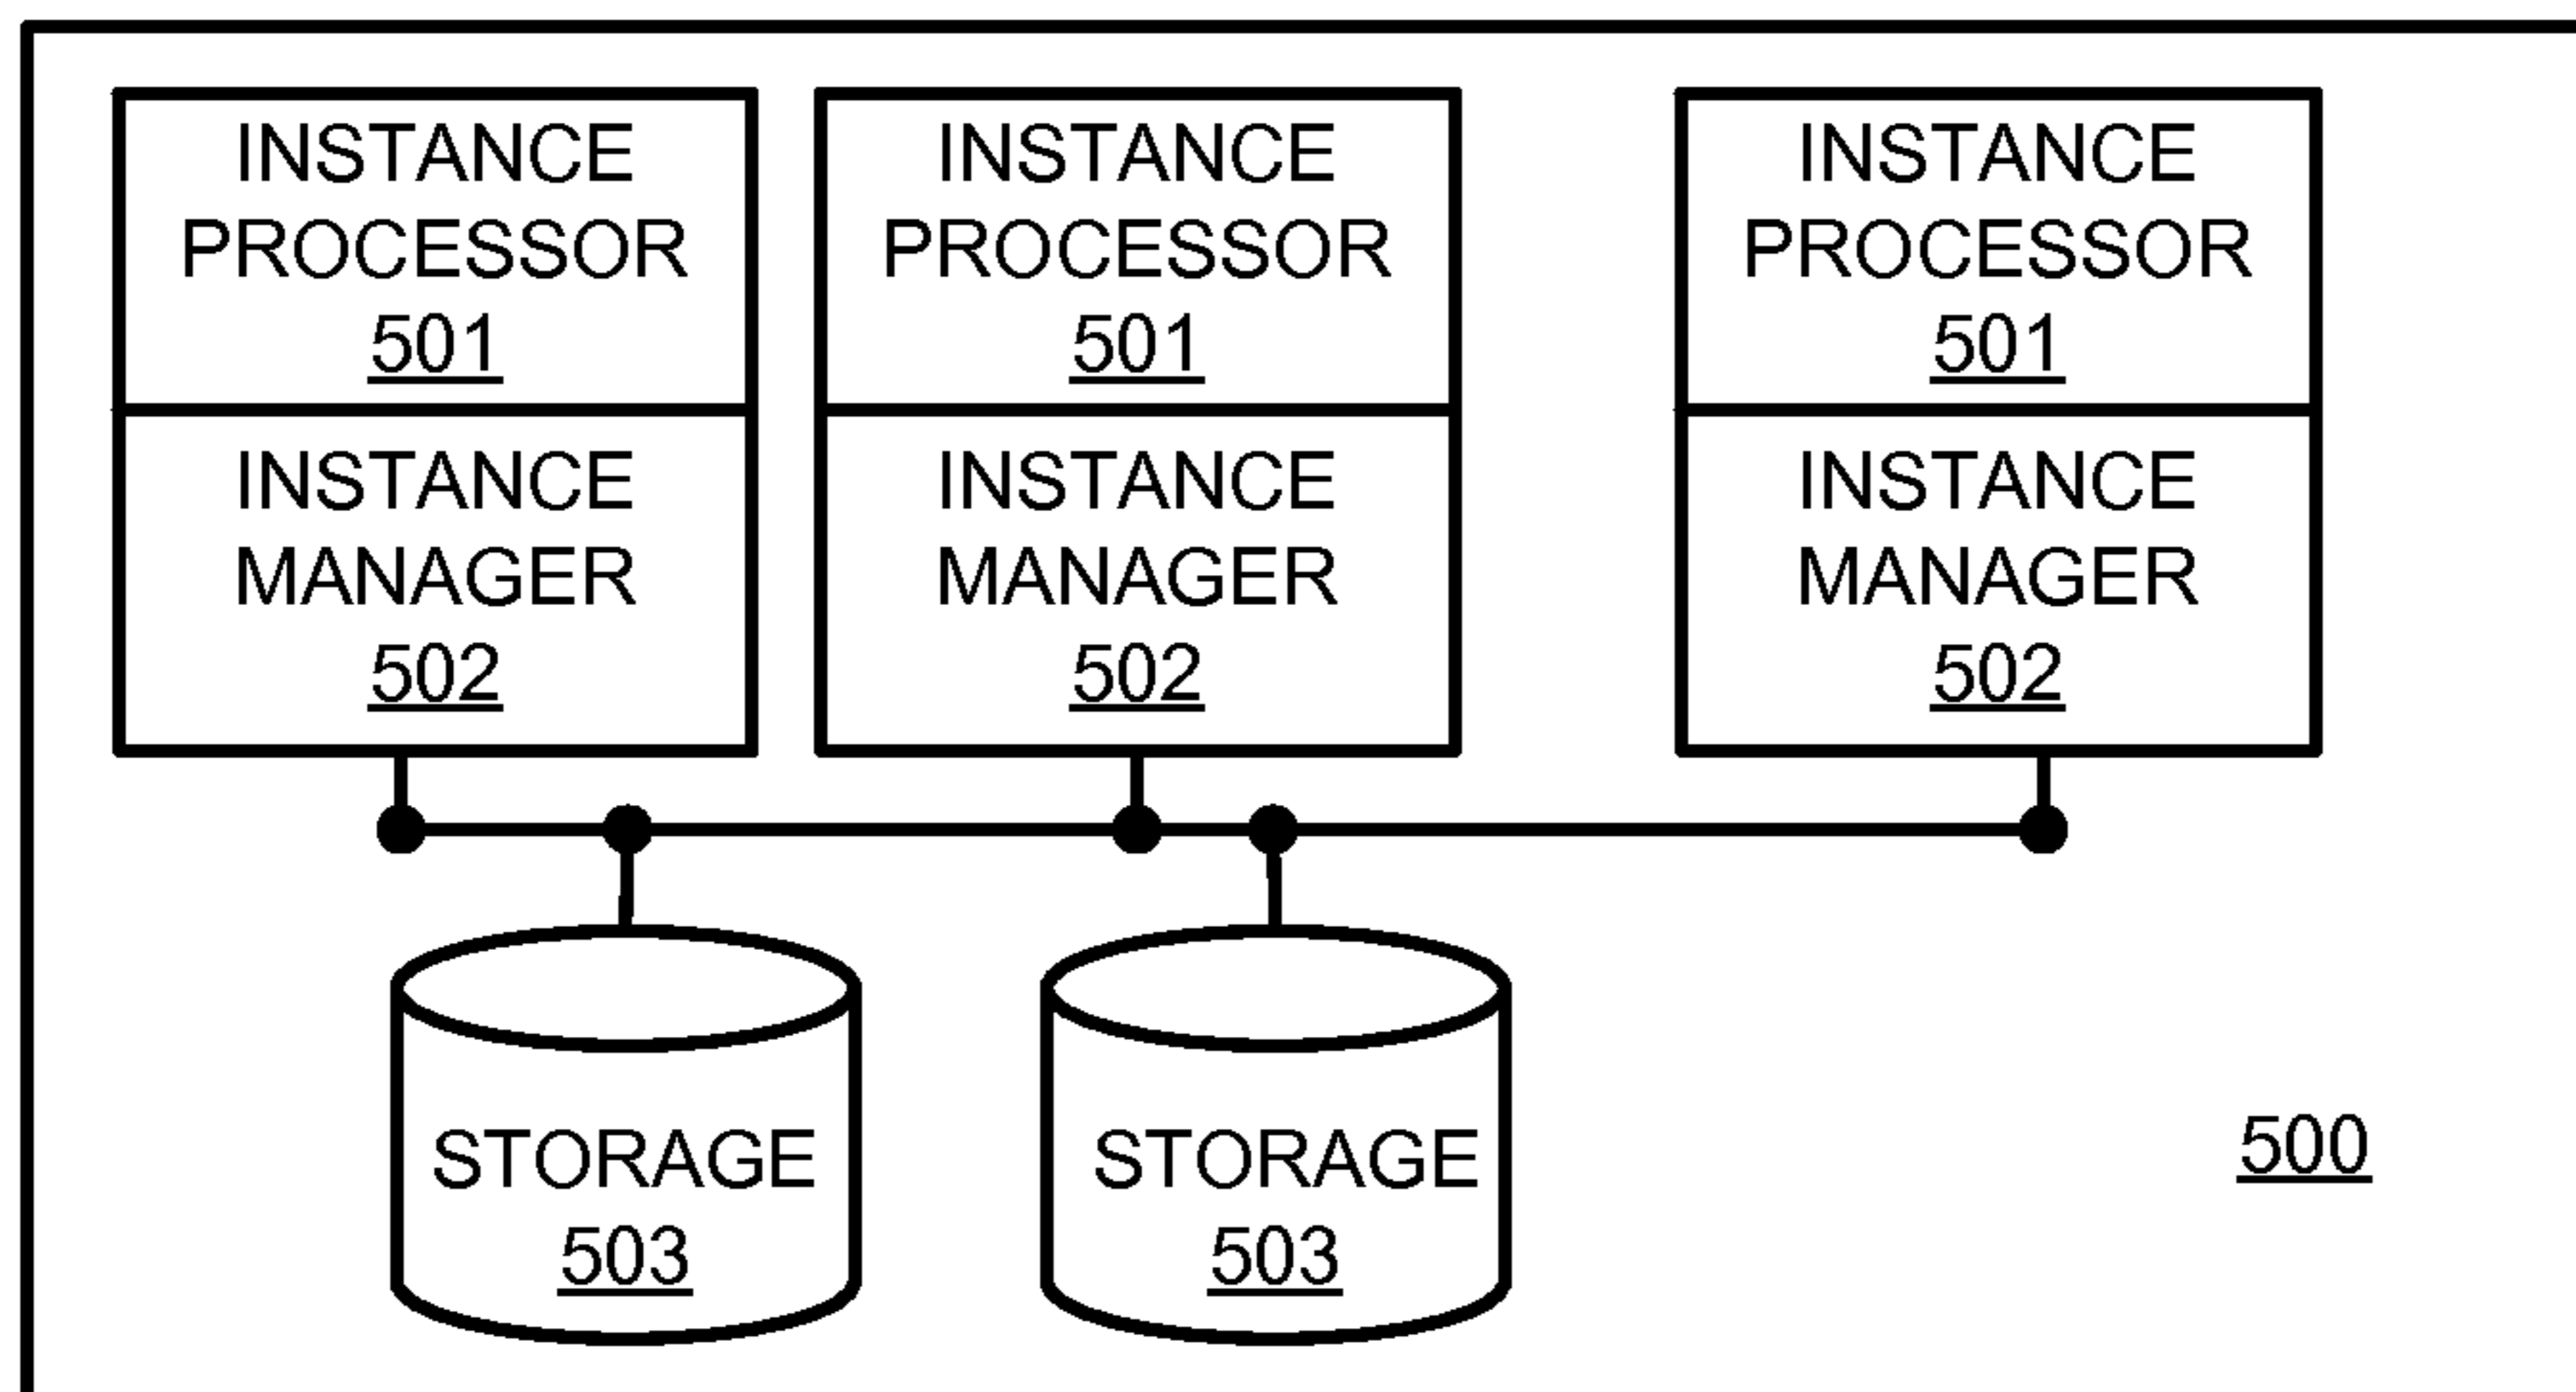 INSTANCE
PROCESSOR
501
INSTANCE
MANAGER
502
INSTANCE
PROCESSOR
501
INSTANCE
MANAGER
502
INSTANCE
PROCESSOR
501
INSTANCE
MANAGER
502
STORAGE
503
STORAGE
503
500